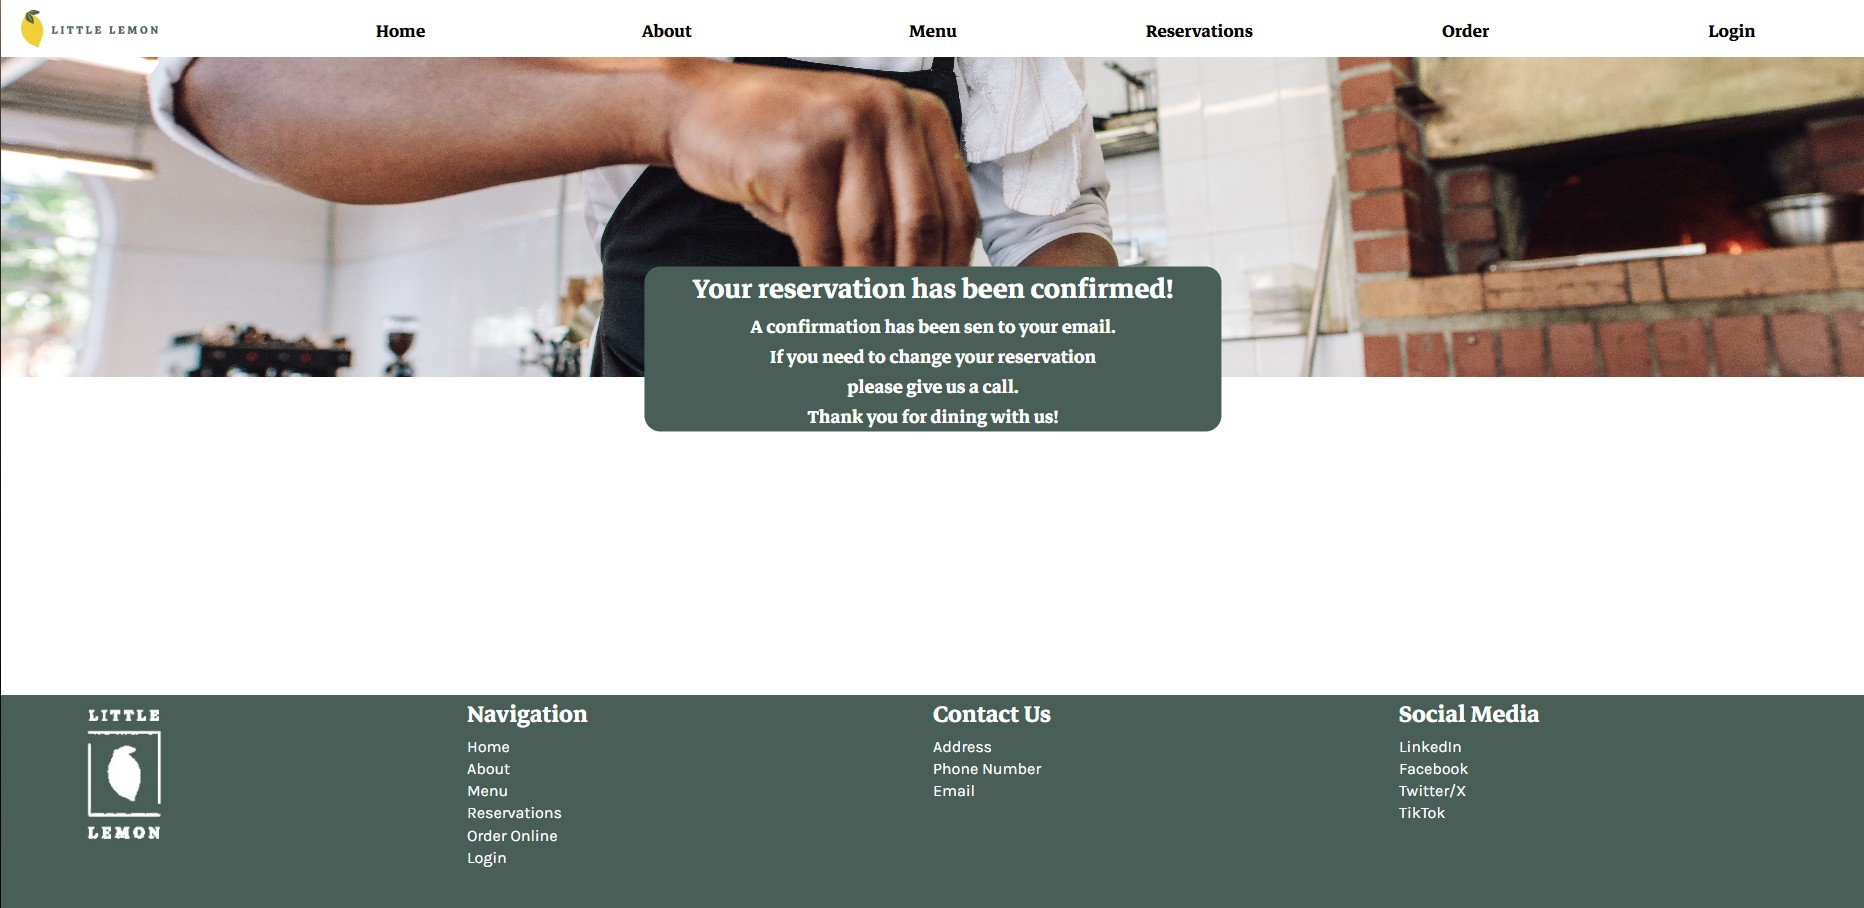 LITTLE LEMON
Home
About
Menu
Reservations
Order
Login
Your reservation has been confirmed!
A confirmation has been sen to your email.
If you need to change your reservation
please give us a call.
Thank you for dining with us!
LITTLE
LEMON
Navigation
Home
About
Menu
Reservations
Order Online
Login
Contact Us
Address
Phone Number
Email
Social Media
LinkedIn
Facebook
Twitter/X
TikTok